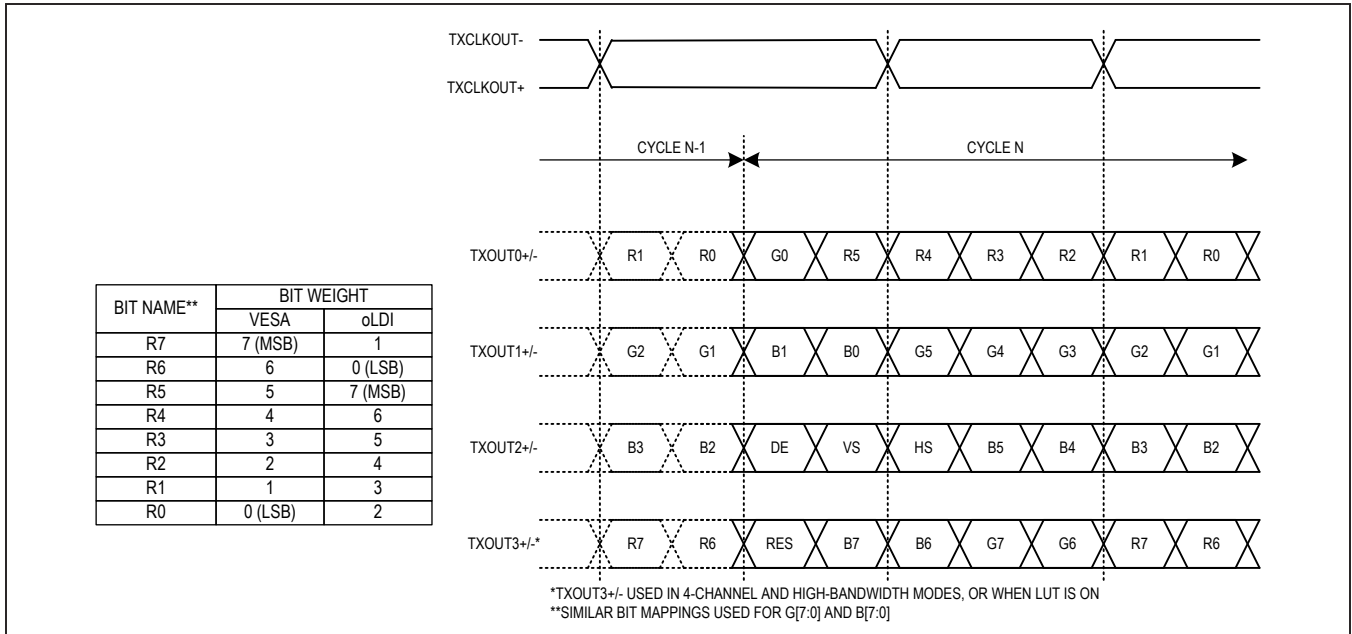 TXCLKOUT-
TXCLKOUT+
CYCLE N-1 CYCLE N
TXOUT0+/- R1 R0 G0 R5 R4 R3 R2 R1 R0
TXOUT1+/- G2 G1 B1 B0 G5 G4 G3 G2 G1
TXOUT2+/- B3 B2 DE VS HS B5 B4 B3 B2
TXOUT3+/-* R7 R6 RES B7 B6 G7 G6 R7 R6
BIT NAME** BIT WEIGHT
VESA oLDI
R7 7 (MSB) 1
R6 6 0 (LSB)
R5 5 7 (MSB)
R4 4 6
R3 3 5
R2 2 4
R1 1 3
R0 0 (LSB) 2
*TXOUT3+/- USED IN 4-CHANNEL AND HIGH-BANDWIDTH MODES, OR WHEN LUT IS ON
**SIMILAR BIT MAPPINGS USED FOR G[7:0] AND B[7:0]